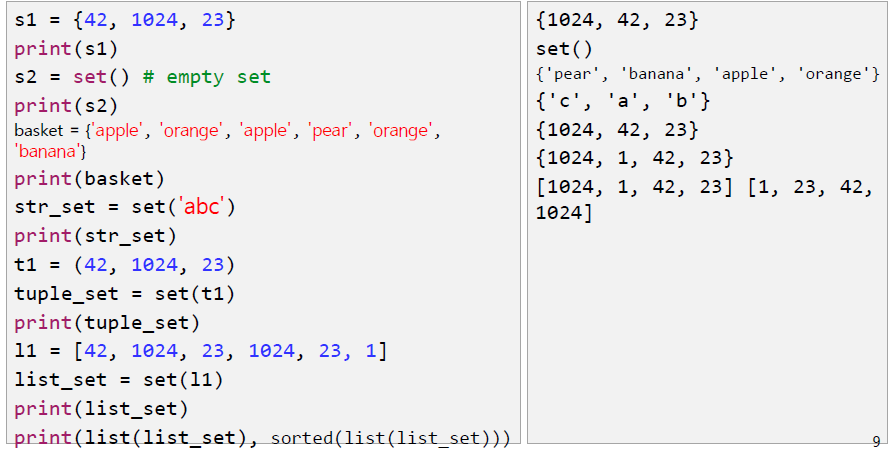 s1 = {42, 1024, 23}
print(s1)
s2 = set() # empty set
print(s2)
basket = {'apple', 'orange', 'apple', 'pear', 'orange',
'banana'}
print(basket)
str_set = set('abc')
print(str_set)
t1 = (42, 1024, 23)
tuple_set = set(t1)
print(tuple_set)
l1 = [42, 1024, 23, 1024, 23, 1]
list_set = set(l1)
print(list_set)
print(list(list_set), sorted(list(list_set)))
{1024, 42, 23}
set()
{'pear', 'banana', 'apple', 'orange'}
{'c', 'a', 'b'}
{1024, 42, 23}
{1024, 1, 42, 23}
[1024, 1, 42, 23] [1, 23, 42,
1024]
9